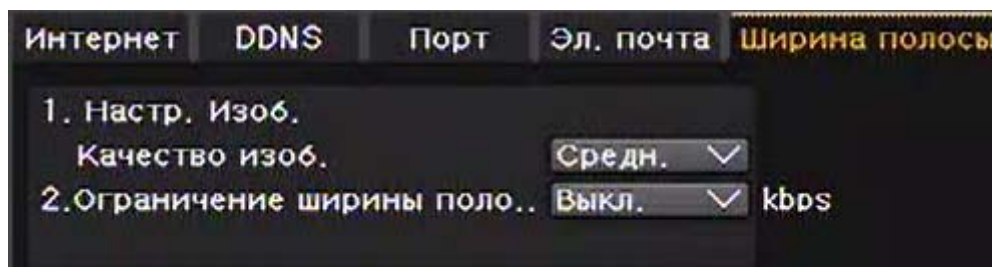 Интернет DDNS Порт Эл. почта Ширина полосы
1. Настр. Изоб.
Качество изоб. Средн.
2.Ограничение ширины поло.. Выкл. kbps